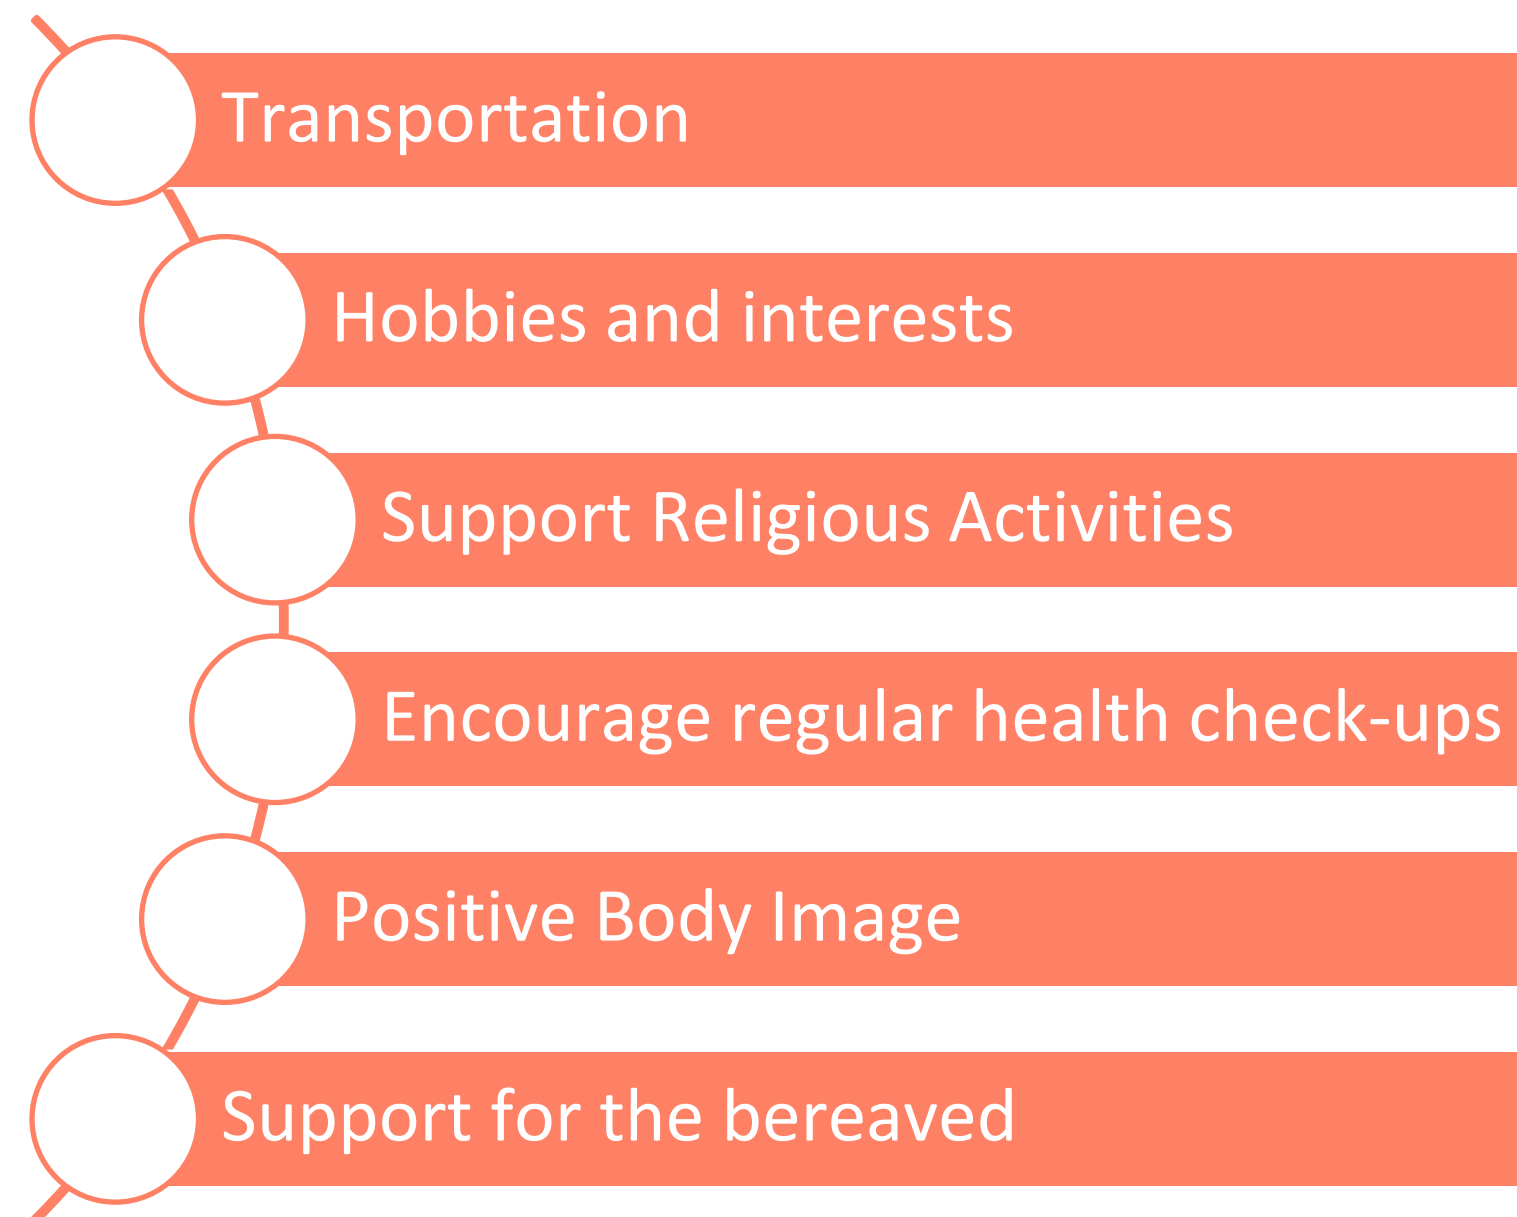 Transportation
Hobbies and interests
Support Religious Activities
Encourage regular health check-ups
Positive Body Image
Support for the bereaved